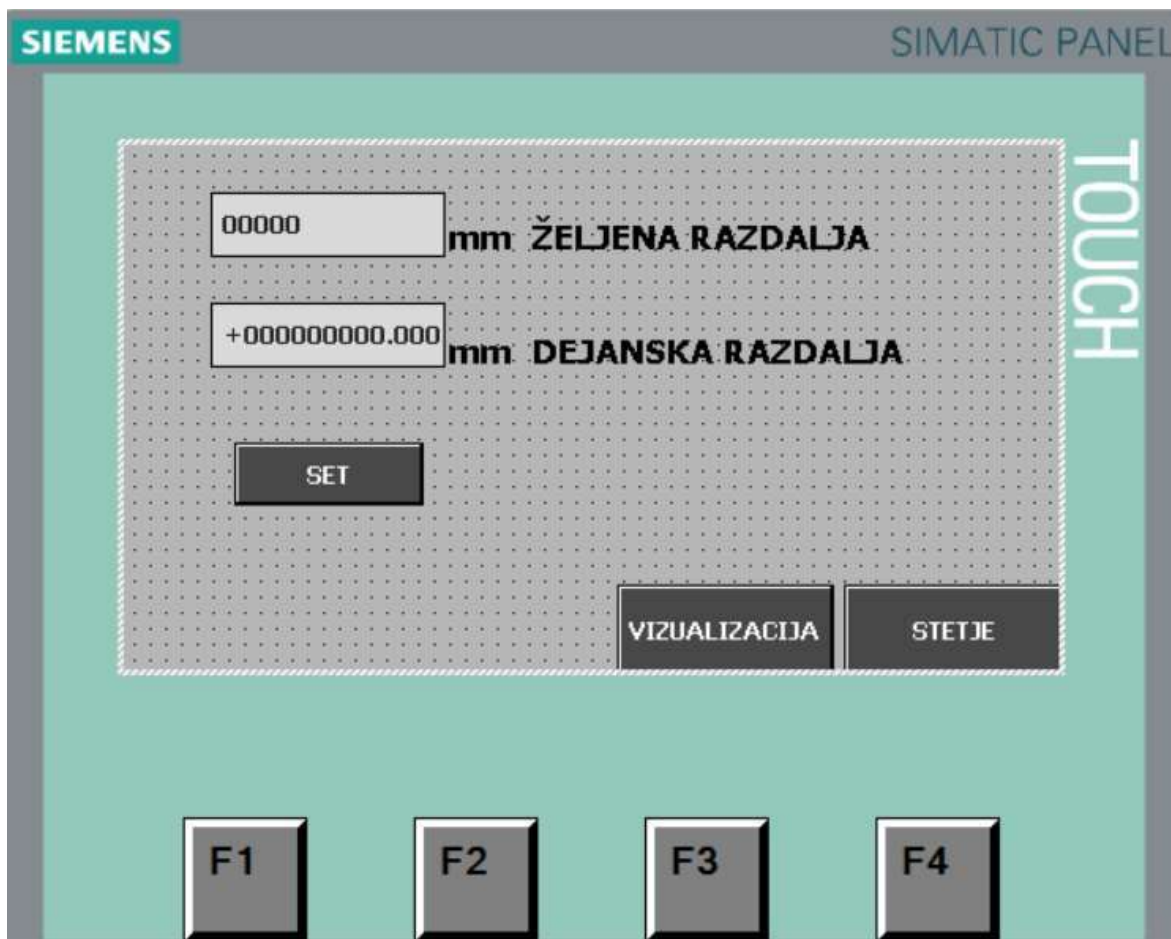 SIEMENS
SIMATIC PANEL
TOUCH
00000
mm ŽELJENA RAZDALJA
+000000000.000
mm DEJANSKA RAZDALJA
SET
VIZUALIZACIJA
STETJE
F1
F2
F3
F4